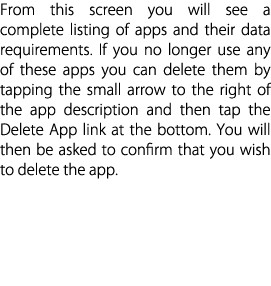 From this screen you will see a
complete listing of apps and their data
requirements. If you no longer use any
of these apps you can delete them by
tapping the small arrow to the right of
the app description and then tap the
Delete App link at the bottom. You will
then be asked to confirm that you wish
to delete the app.